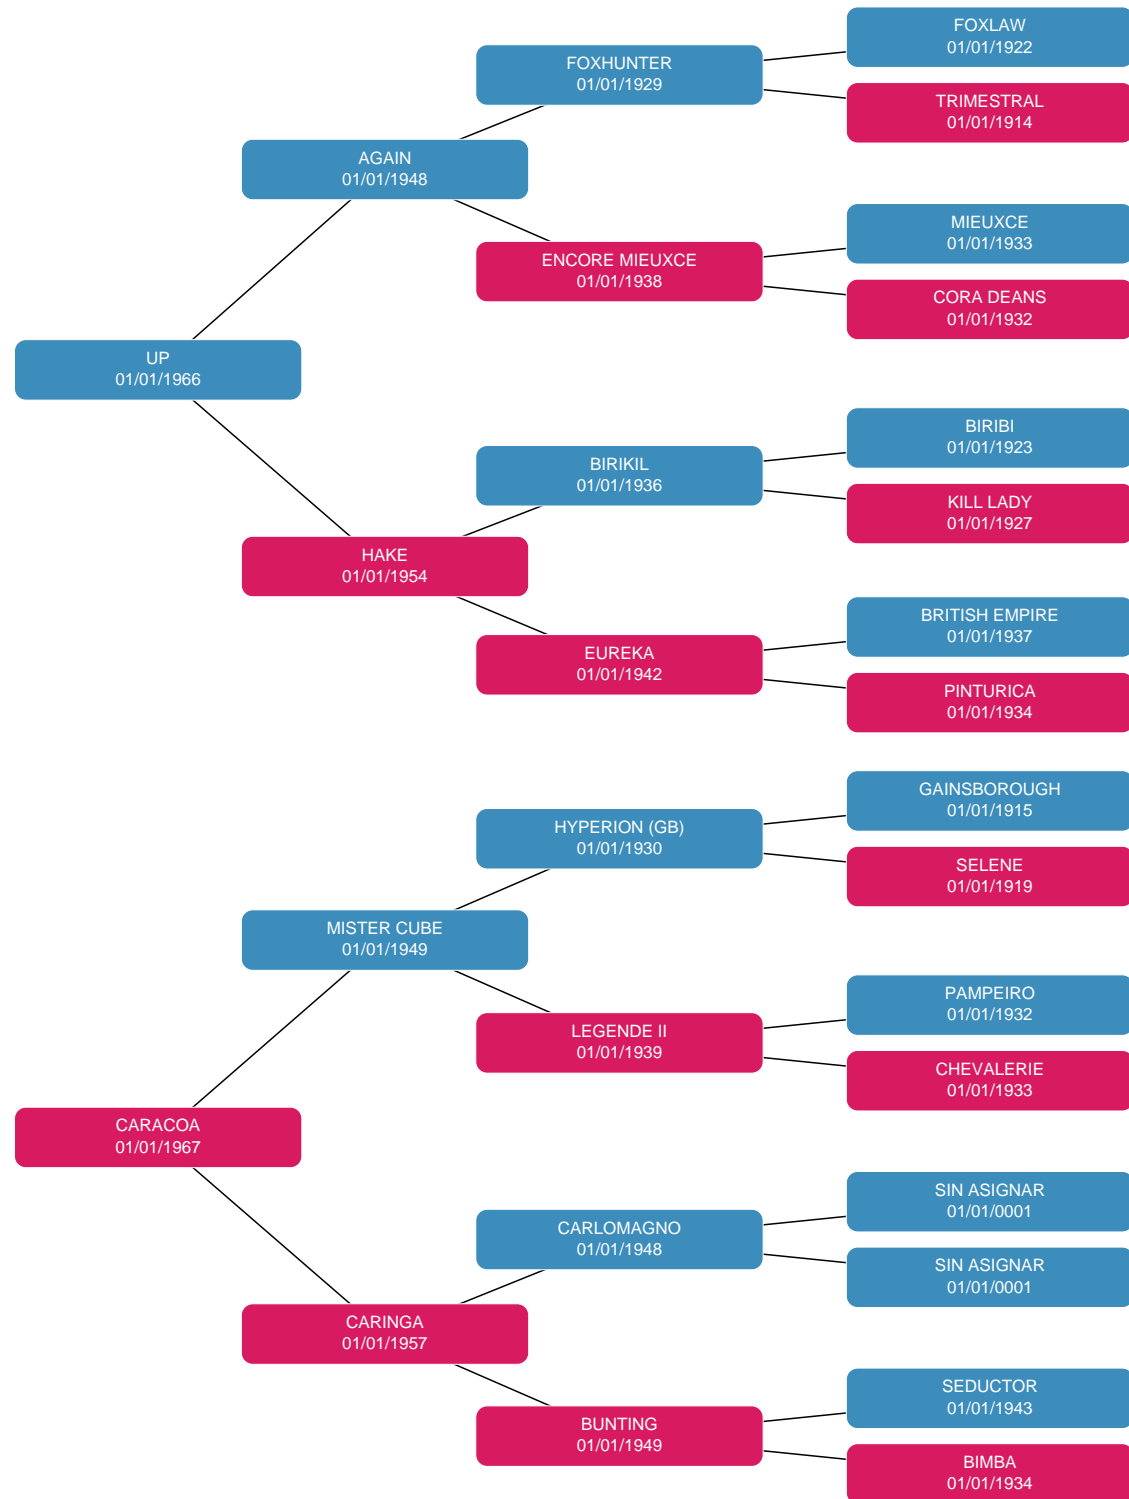 FOXLAW
01/01/1922
FOXHUNTER
01/01/1929
TRIMESTRAL
01/01/1914
AGAIN
01/01/1948
MIEUXCE
01/01/1933
ENCORE MIEUXCE
01/01/1938
CORA DEANS
01/01/1932
UP
01/01/1966
BIRIBI
01/01/1923
BIRIKIL
01/01/1936
KILL LADY
01/01/1927
HAKE
01/01/1954
BRITISH EMPIRE
01/01/1937
EUREKA
01/01/1942
PINTURICA
01/01/1934
GAINSBOROUGH
01/01/1915
HYPERION (GB)
01/01/1930
SELENE
01/01/1919
MISTER CUBE
01/01/1949
PAMPEIRO
01/01/1932
LEGENDE II
01/01/1939
CHEVALERIE
01/01/1933
CARACOA
01/01/1967
SIN ASIGNAR
01/01/0001
CARLOMAGNO
01/01/1948
SIN ASIGNAR
01/01/0001
CARINGA
01/01/1957
SEDUCTOR
01/01/1943
BUNTING
01/01/1949
BIMBA
01/01/1934